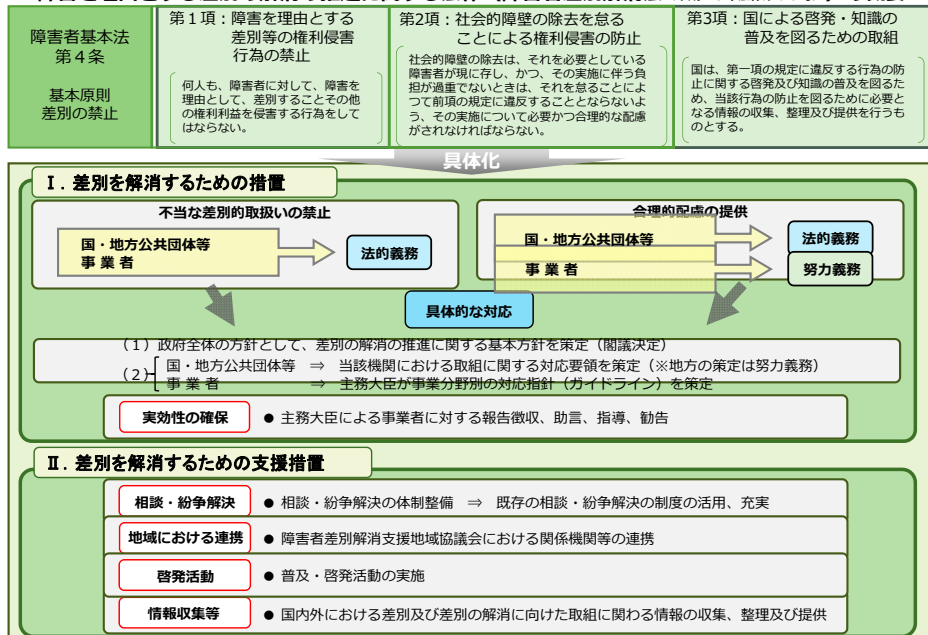 障害者基本法
第４条
基本原則
差別の禁止
第１項：障害を理由とする
差別等の権利侵害
行為の禁止
何人も、障害者に対して、障害を
理由として、差別することその他
の権利利益を侵害する行為をして
はならない。
第２項：社会的障壁の除去を怠る
ことによる権利侵害の防止
社会的障壁の除去は、それを必要としている
障害者が現に存し、かつ、その実施に伴う負
担が過重でないときは、それを怠ることによ
つて前項の規定に違反することとならないよ
う、その実施について必要かつ合理的な配慮
がされなければならない。
第３項：国による啓発・知識の
普及を図るための取組
国は、第一項の規定に違反する行為の防
止に関する啓発及び知識の普及を図るた
め、当該行為の防止を図るために必要と
なる情報の収集、整理及び提供を行うも
のとする。
具体化
Ⅰ．差別を解消するための措置
不当な差別的取扱いの禁止
国・地方公共団体等
事 業 者
法的義務
合理的配慮の提供
国・地方公共団体等
法的義務
事 業 者
努力義務
具体的な対応
（１）政府全体の方針として、差別の解消の推進に関する基本方針を策定（閣議決定）
（２）
国・地方公共団体等 ⇒ 当該機関における取組に関する対応要領を策定（※地方の策定は努力義務）
事 業 者 ⇒ 主務大臣が事業分野別の対応指針（ガイドライン）を策定
実効性の確保
● 主務大臣による事業者に対する報告徴収、助言、指導、勧告
Ⅱ．差別を解消するための支援措置
相談・紛争解決
● 相談・紛争解決の体制整備 ⇒ 既存の相談・紛争解決の制度の活用、充実
地域における連携
● 障害者差別解消支援地域協議会における関係機関等の連携
啓発活動
● 普及・啓発活動の実施
情報収集等
● 国内外における差別及び差別の解消に向けた取組に関わる情報の収集、整理及び提供